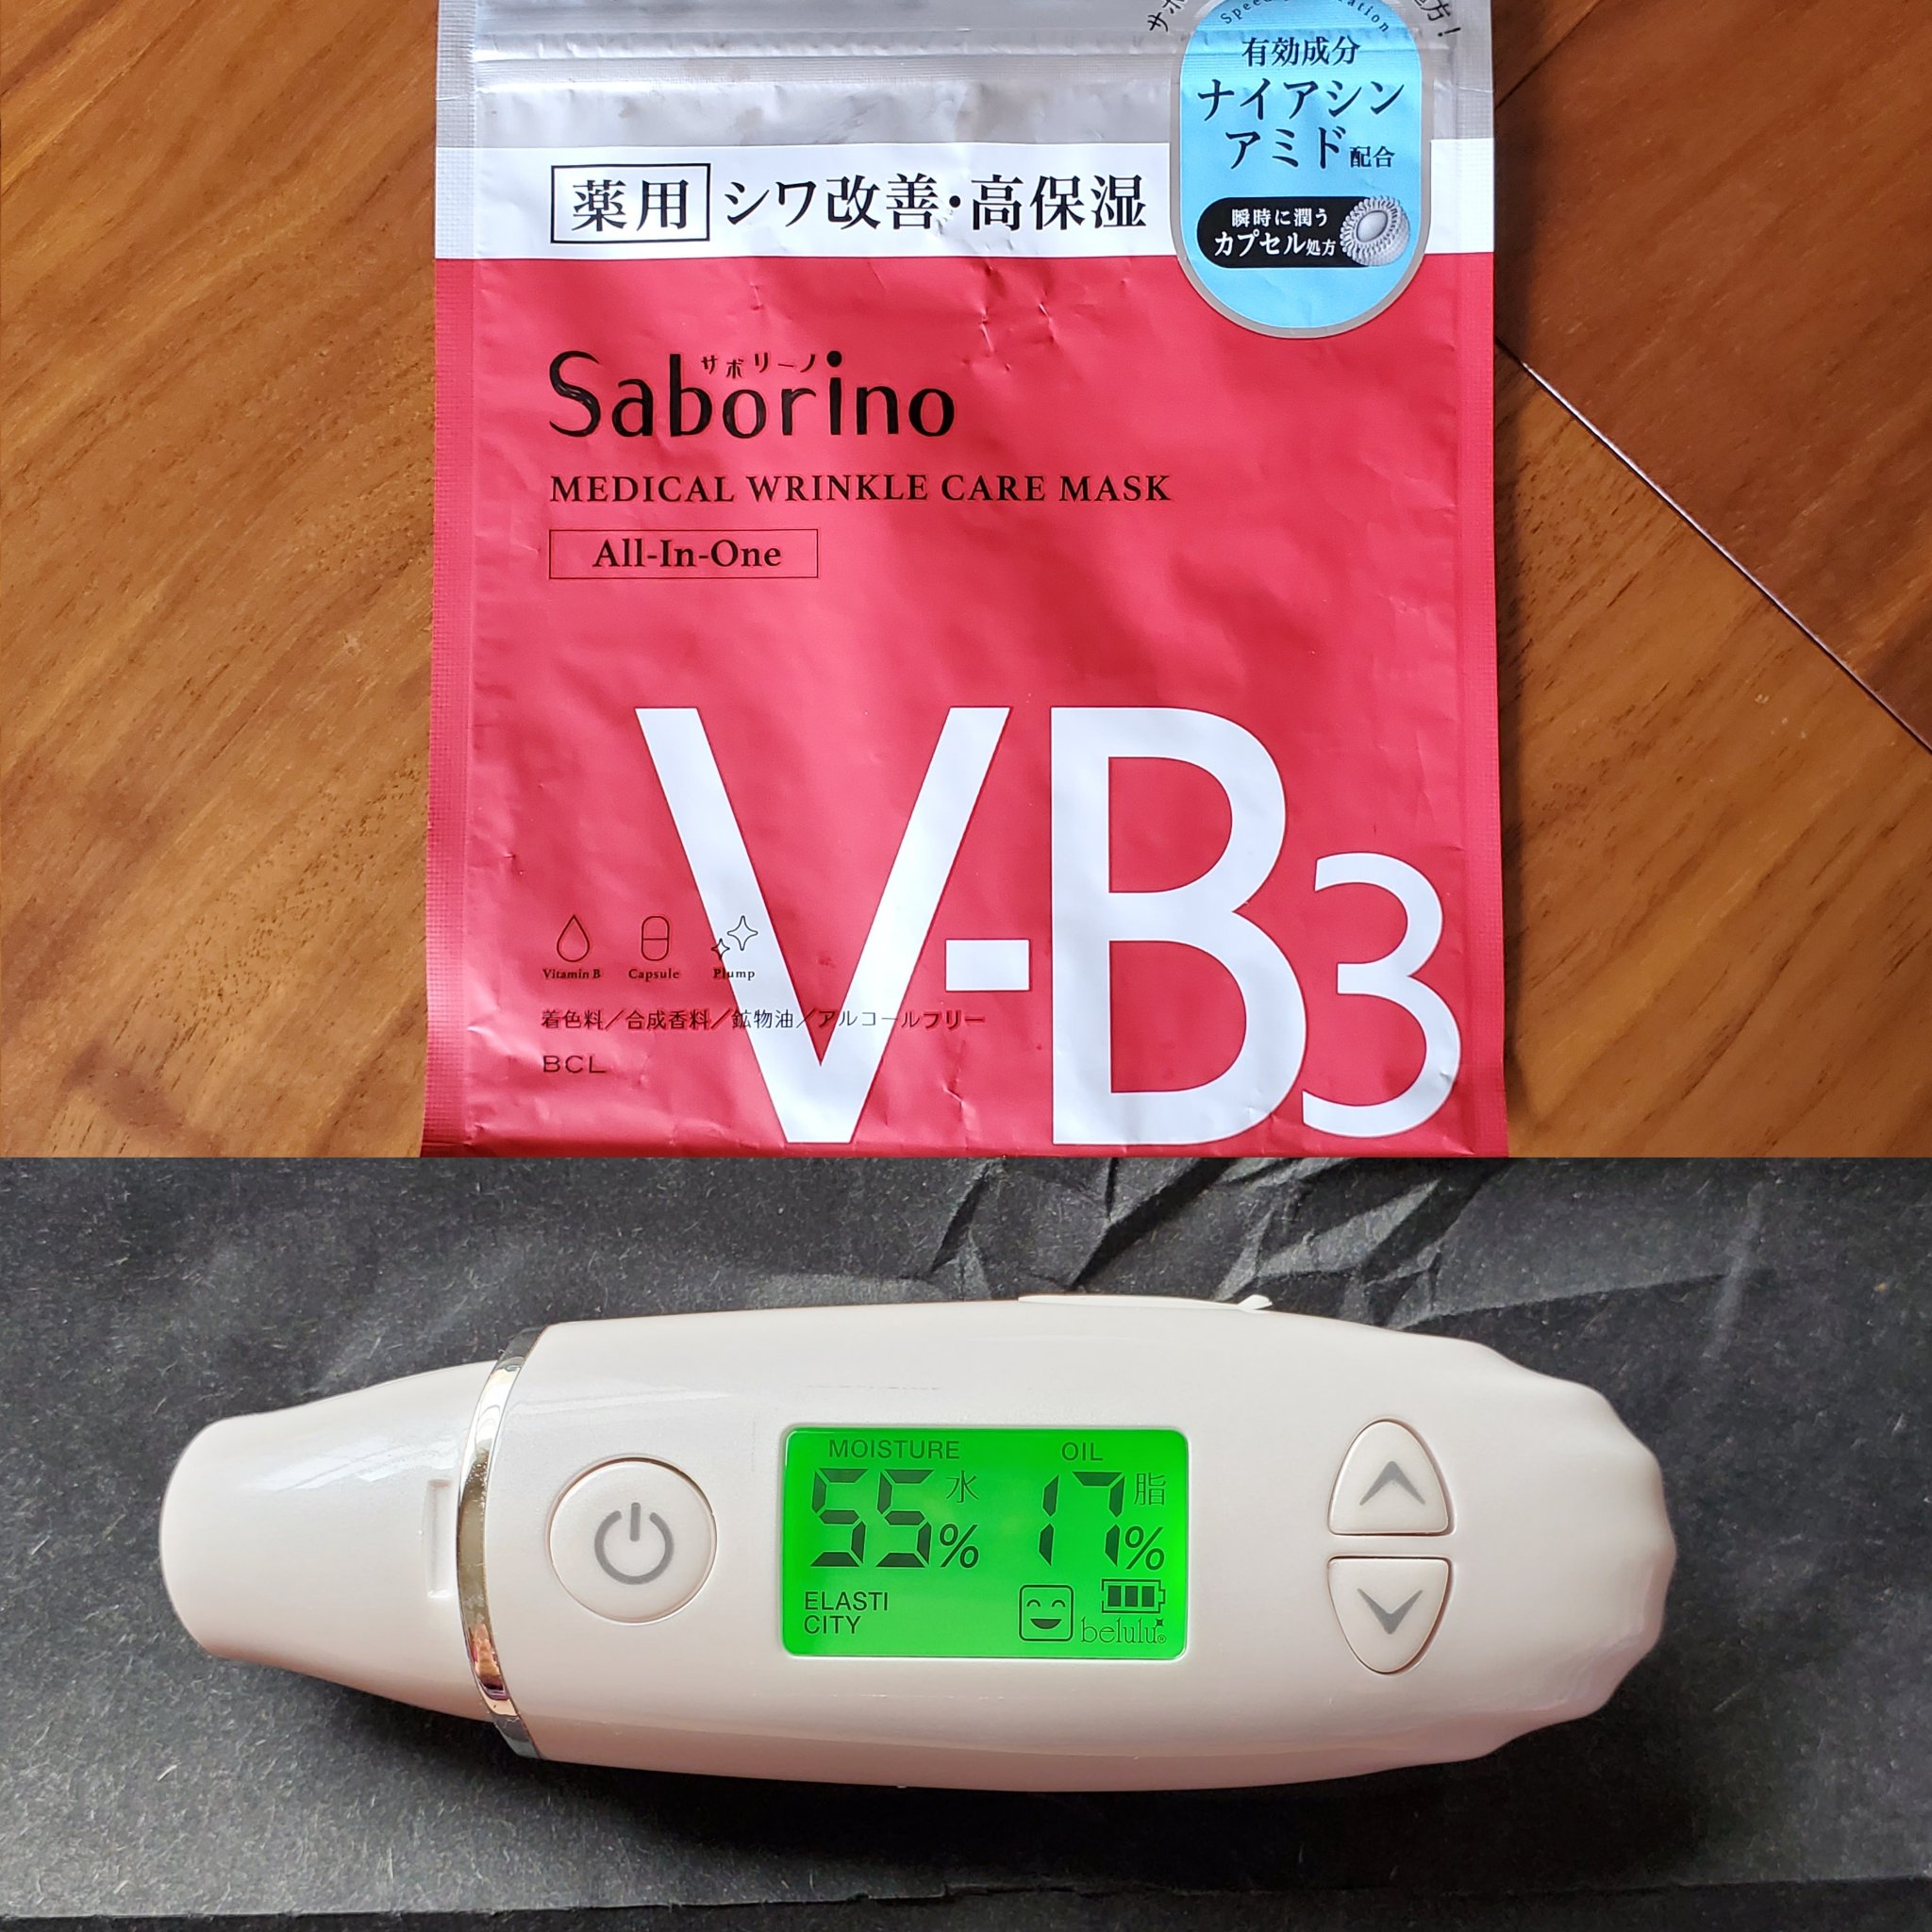 有効成分
ナイアシン
アミド配合
瞬時に潤う
カプセル処方
薬用 シワ改善・高保湿
サボリーノ
Saborino
MEDICAL WRINKLE CARE MASK
All-In-One
V-B3
Vitamin B Capsule Plump
着色料／合成香料／鉱物油／アルコールフリー
BCL
MOISTURE OIL
55水% 17脂%
ELASTI
CITY
belulu®